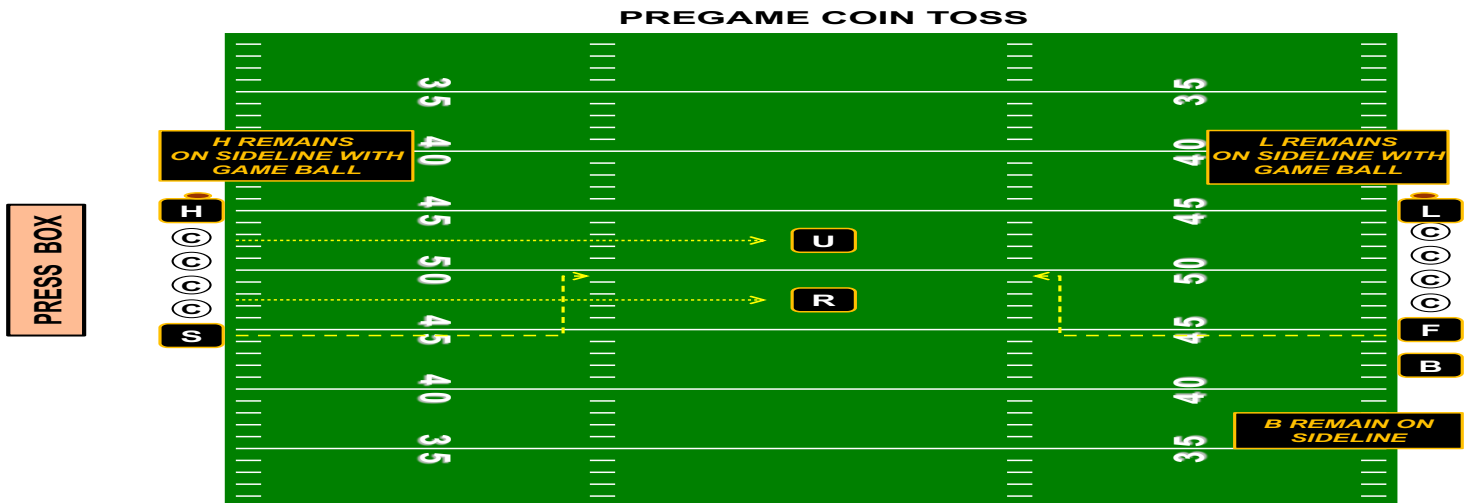 PREGAME COIN TOSS
35 35
H REMAINS
ON SIDELINE WITH
GAME BALL
40 40
L REMAINS
ON SIDELINE WITH
GAME BALL
PRESS BOX
H 45 45 L
C C
U
C C
50 50
C C
R
C C
S 45 45 F
B
40 40
B REMAIN ON
SIDELINE
35 35